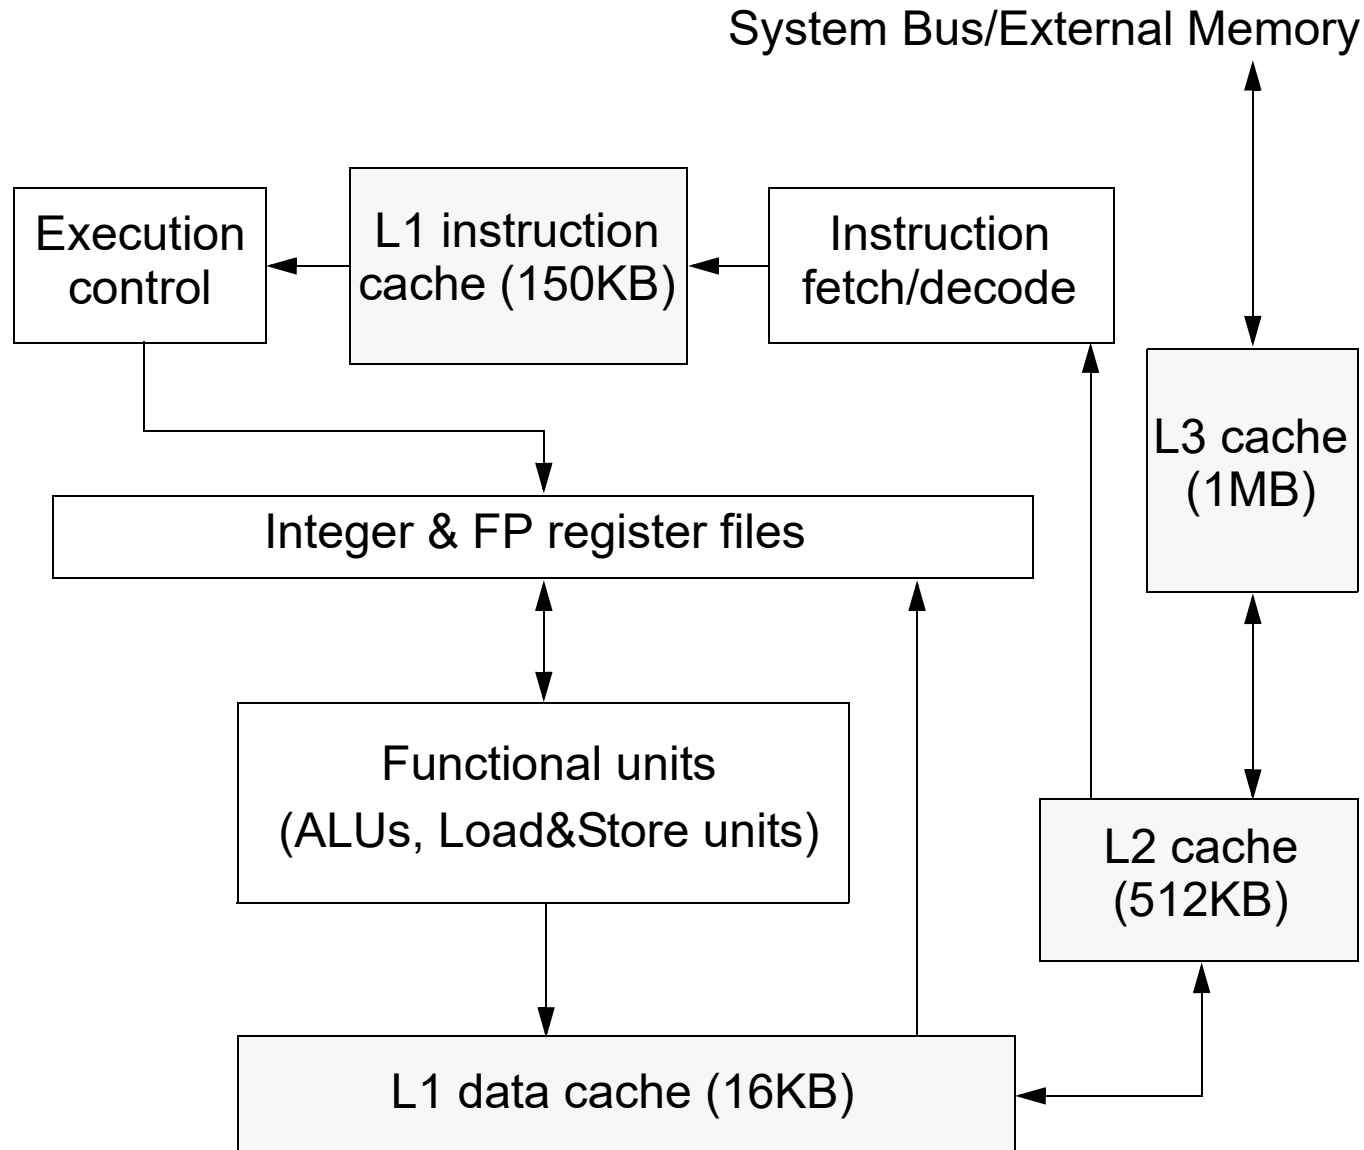 System Bus/External Memory
Execution
control
L1 instruction
cache (150KB)
Instruction
fetch/decode
L3 cache
(1MB)
Integer & FP register files
Functional units
(ALUs, Load&Store units)
L2 cache
(512KB)
L1 data cache (16KB)